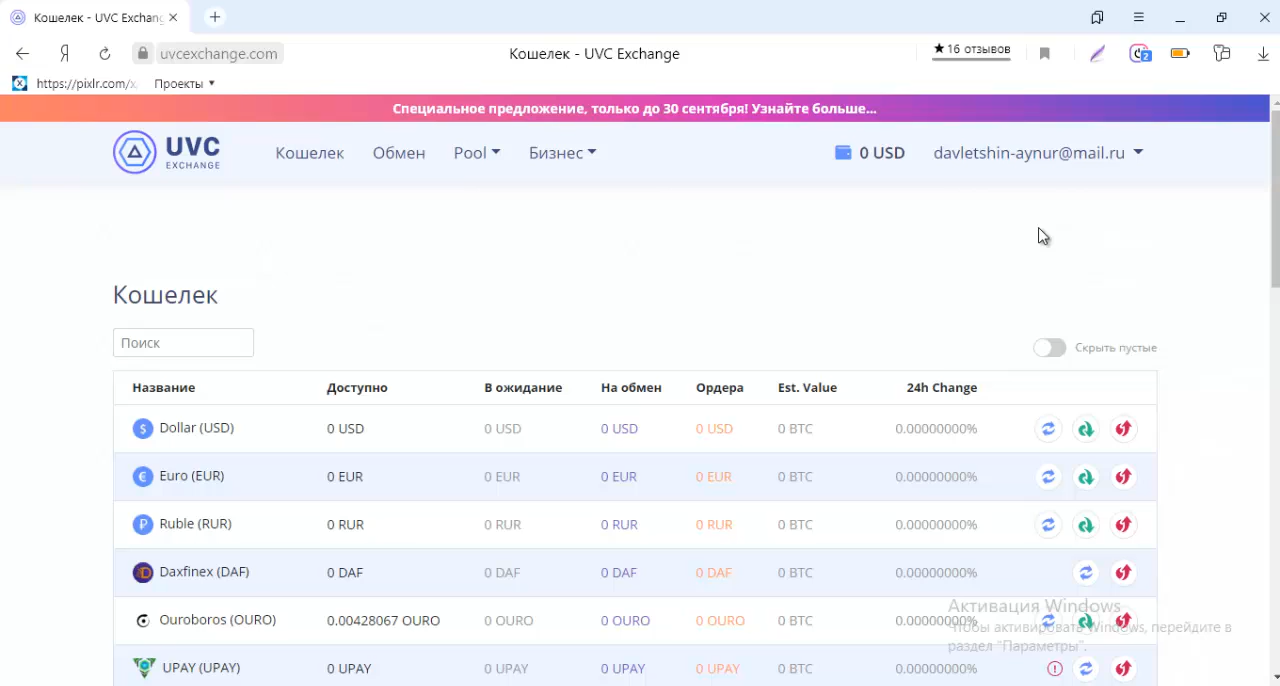 Кошелек - UVC Exchang
uvcexchange.com
Кошелек - UVC Exchange
★ 16 отзывов
2
https://pixlr.com/x
Проекты
Специальное предложение, только до 30 сентября! Узнайте больше...
UVC
EXCHANGE
Кошелек
Обмен
Pool
Бизнес
0 USD
davletshin-aynur@mail.ru
Кошелек
Поиск
Скрыть пустые
Название Доступно В ожидание На обмен Ордера Est. Value 24h Change
Dollar (USD) 0 USD 0 USD 0 USD 0 USD 0 BTC 0.00000000%
Euro (EUR) 0 EUR 0 EUR 0 EUR 0 EUR 0 BTC 0.00000000%
Ruble (RUR) 0 RUR 0 RUR 0 RUR 0 RUR 0 BTC 0.00000000%
Daxfinex (DAF) 0 DAF 0 DAF 0 DAF 0 DAF 0 BTC 0.00000000%
Ouroboros (OURO) 0.00428067 OURO 0 OURO 0 OURO 0 OURO 0 BTC 0.00000000%
UPAY (UPAY) 0 UPAY 0 UPAY 0 UPAY 0 UPAY 0 BTC 24.00000000%
Активация Windows
Чтобы активировать Windows, перейдите в
раздел "Параметры".